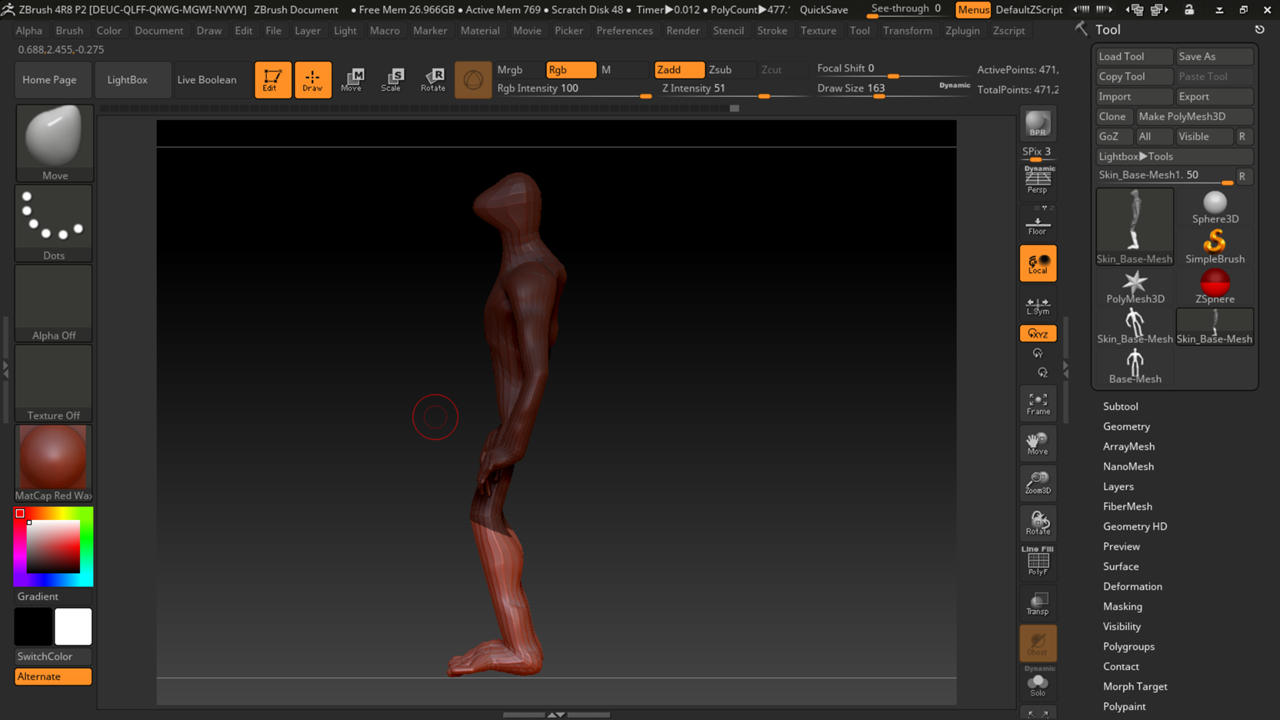 ZBrush 4R8 P2 [DEUC-QLFF-QKWG-MGWI-NVYW] ZBrush Document • Free Mem 26.966GB • Active Mem 769 • Scratch Disk 48 • Timer▶0.012 • PolyCount▶477.. QuickSave See-through 0 Menus DefaultZScript
Alpha Brush Color Document Draw Edit File Layer Light Macro Marker Material Movie Picker Preferences Render Stencil Stroke Texture Tool Transform Zplugin Zscript
0.688,2.455,-0.275
Home Page LightBox Live Boolean Edit Draw Move Scale Rotate
Mrgb Rgb M Zadd Zsub Zcut Focal Shift 0 ActivePoints: 471,
Rgb Intensity 100 Z Intensity 51 Draw Size 163 Dynamic TotalPoints: 471,2
Move
Dots
Alpha Off
Texture Off
MatCap Red Wax
Gradient
SwitchColor
Alternate
BPR
SPix 3
Dynamic
Persp
Floor
Local
L.Sym
XYZ
Y
Z
Frame
Move
Zoom3D
Rotate
Line Fill
PolyF
Transp
Ghost
Dynamic
Solo
Tool
Load Tool Save As
Copy Tool Paste Tool
Import Export
Clone Make PolyMesh3D
GoZ All Visible R
Lightbox▶Tools
Skin_Base-Mesh1. 50 R
Skin_Base-Mesh Sphere3D
SimpleBrush
PolyMesh3D ZSphere
Skin_Base-Mesh Skin_Base-Mesh
Base-Mesh
Subtool
Geometry
ArrayMesh
NanoMesh
Layers
FiberMesh
Geometry HD
Preview
Surface
Deformation
Masking
Visibility
Polygroups
Contact
Morph Target
Polypaint